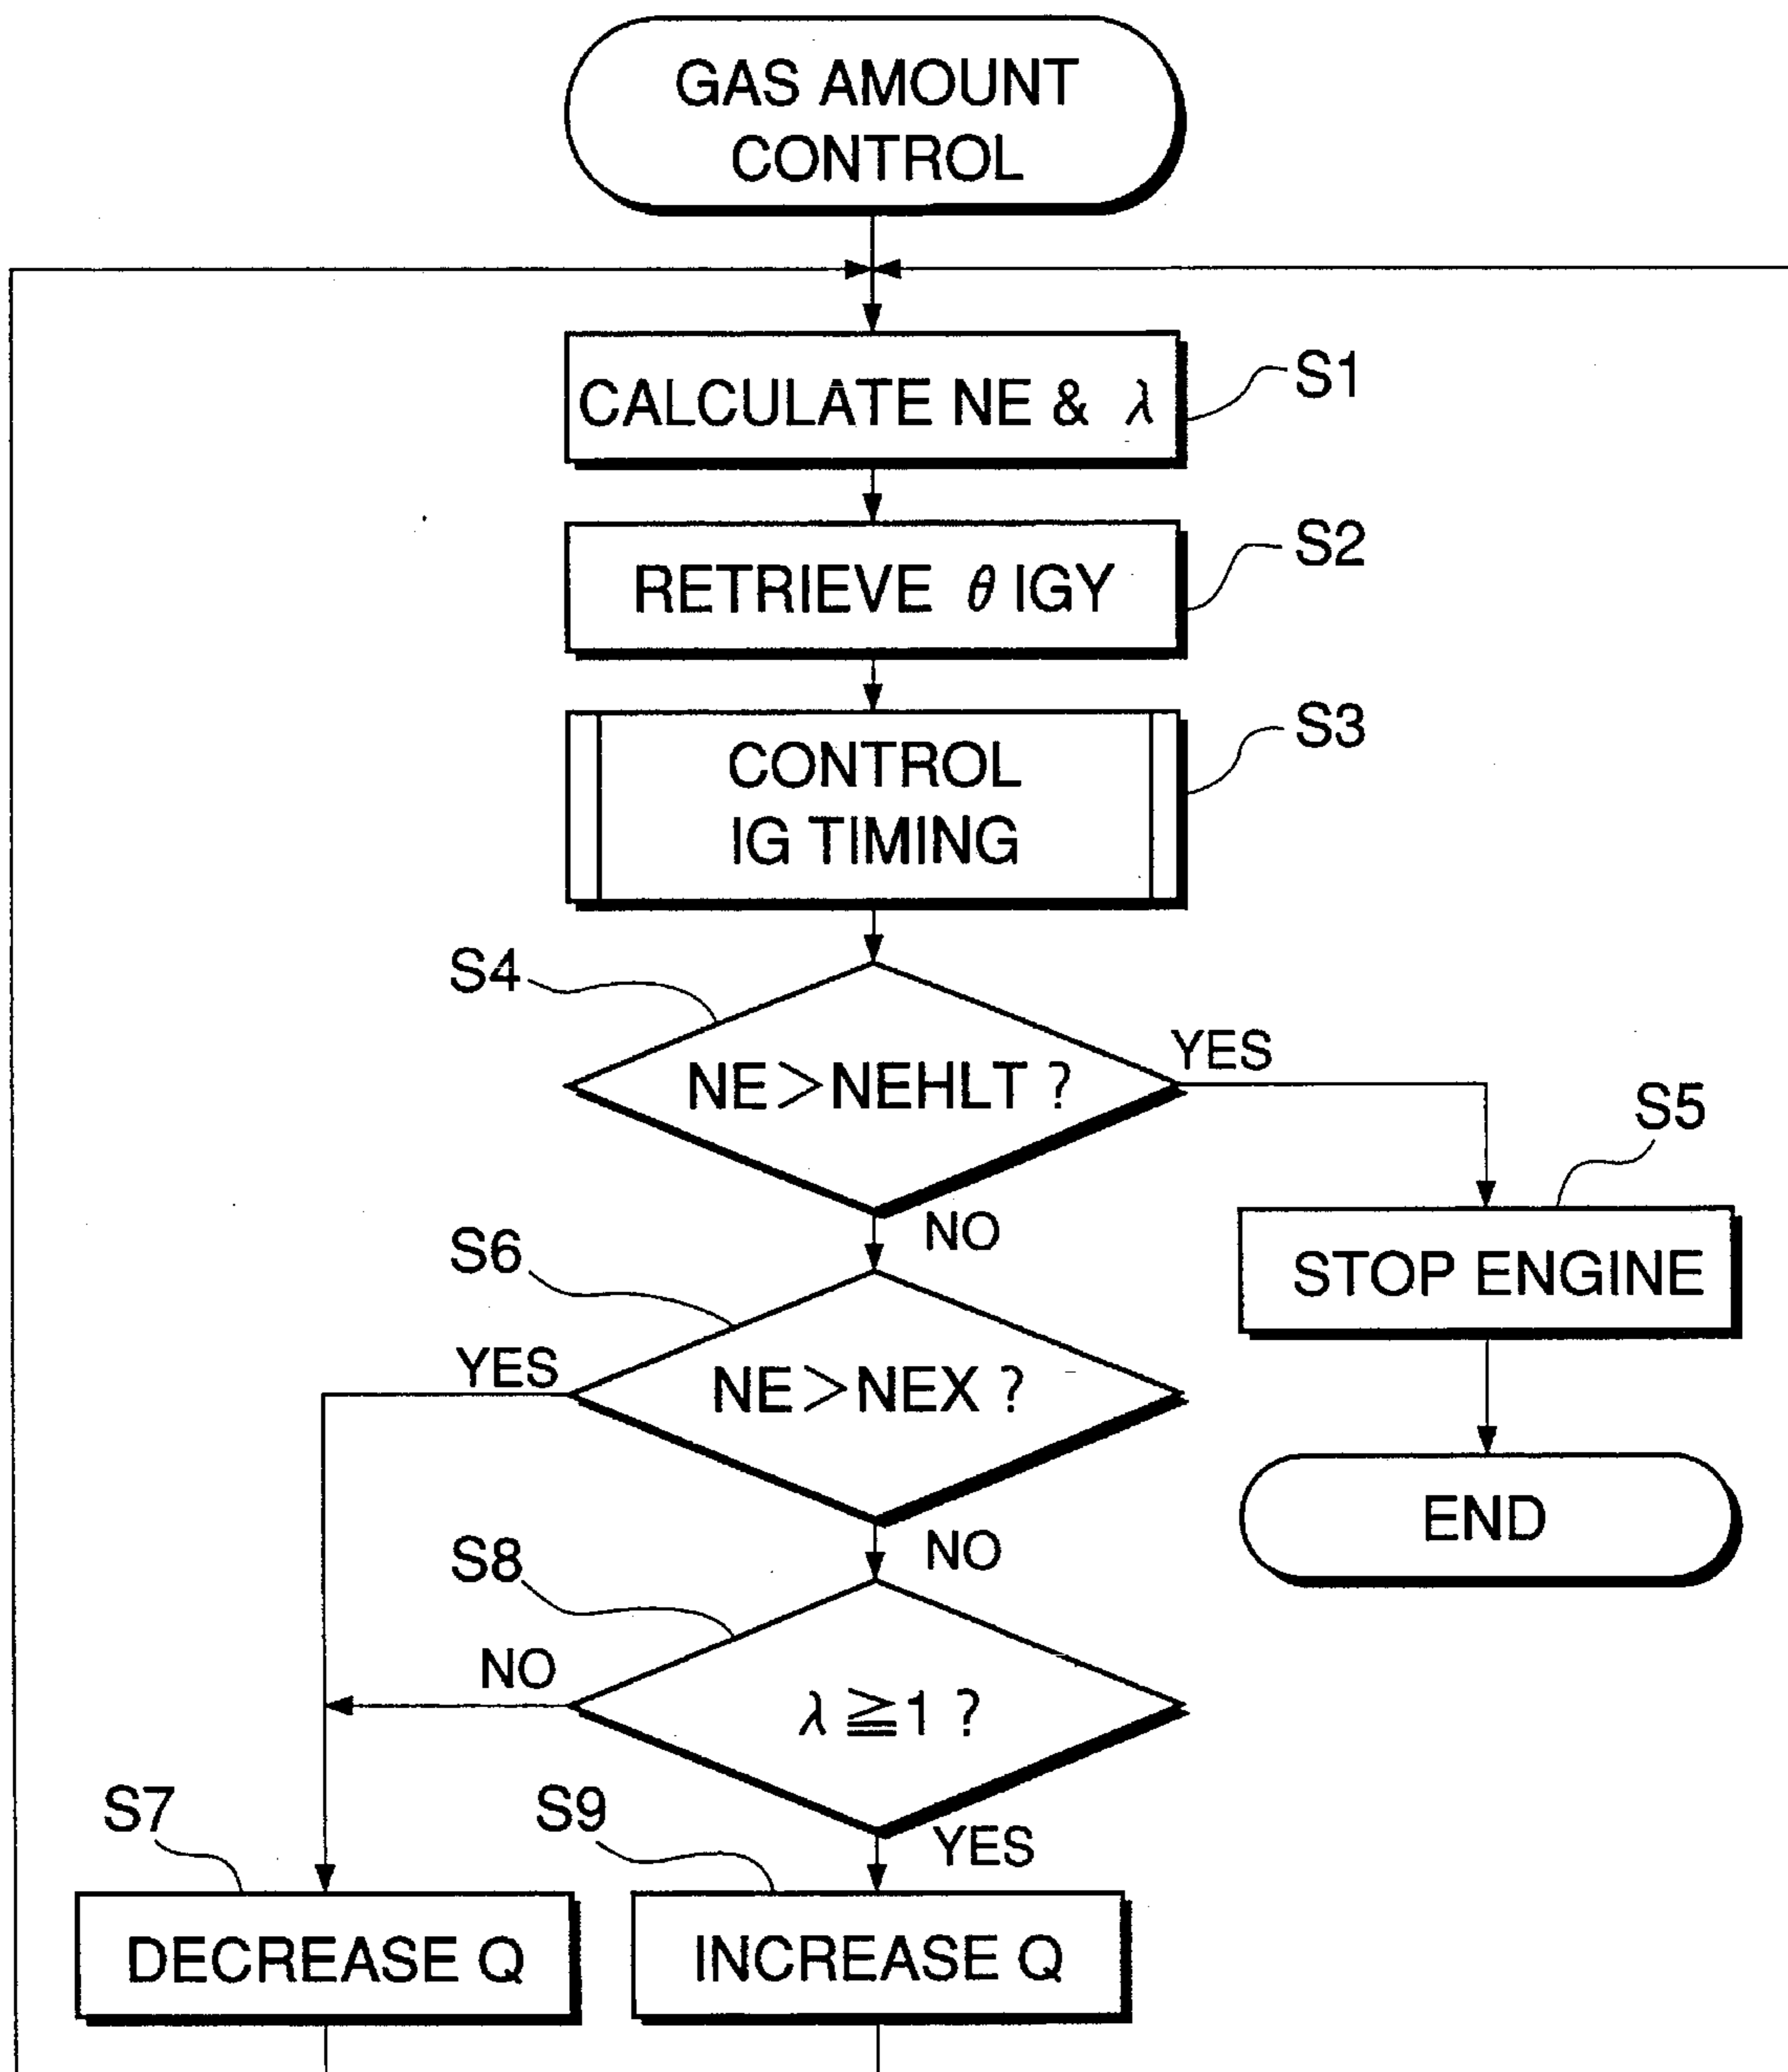 GAS AMOUNT
CONTROL
CALCULATE NE & λ
S1
RETRIEVE θ IGY
S2
CONTROL
IG TIMING
S3
S4
NE>NEHLT ?
YES
NO
S5
STOP ENGINE
END
S6
NE>NEX ?
YES
NO
S8
λ≧1 ?
NO
YES
S7
DECREASE Q
S9
INCREASE Q